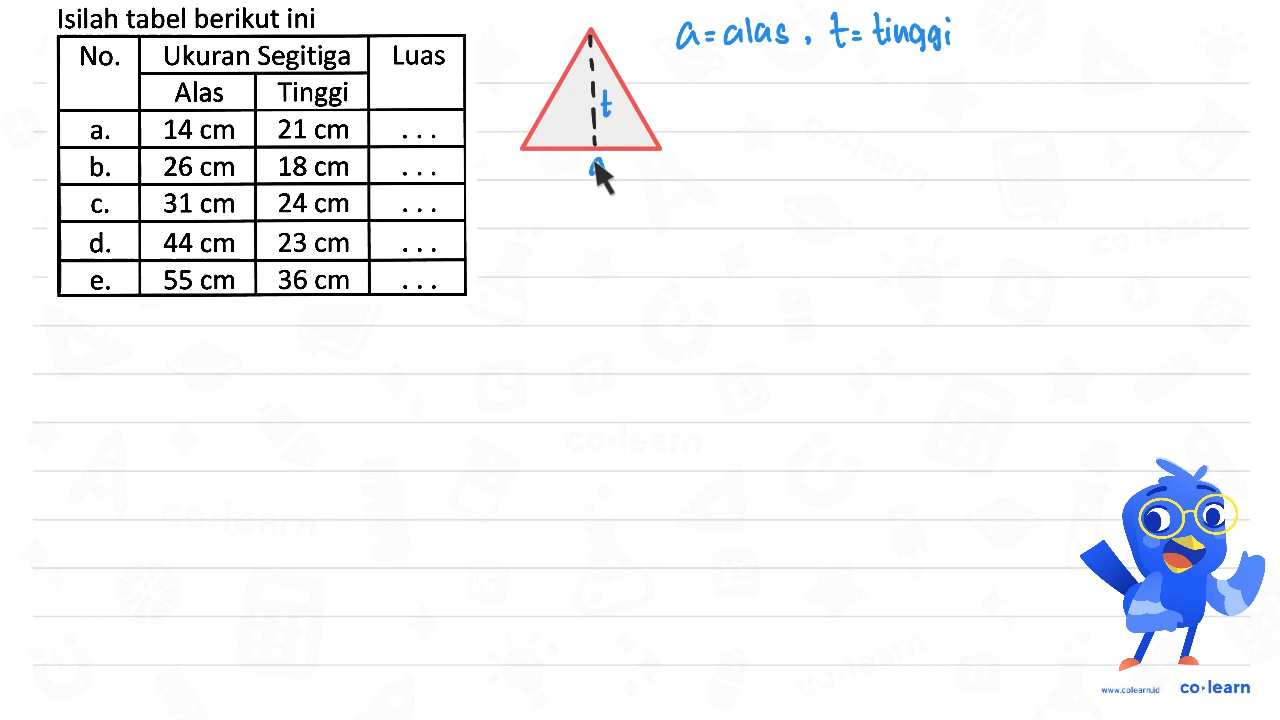 Isilah tabel berikut ini
No. Ukuran Segitiga Luas
Alas Tinggi
a. 14 cm 21 cm ...
b. 26 cm 18 cm ...
c. 31 cm 24 cm ...
d. 44 cm 23 cm ...
e. 55 cm 36 cm ...
a = alas , t = tinggi
t
a
www.colearn.id co·learn